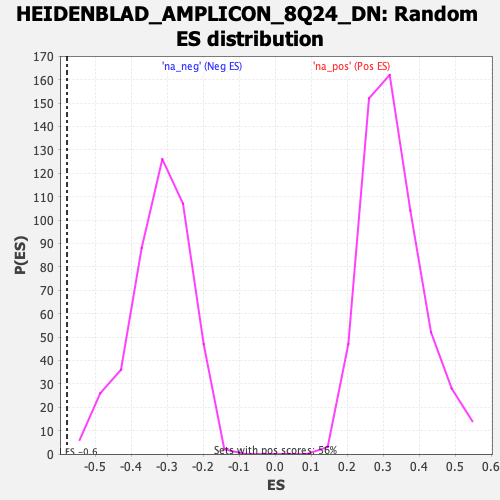 HEIDENBLAD_AMPLICON_8Q24_DN: Random
ES distribution
'na_neg' (Neg ES)
'na_pos' (Pos ES)
170
160
150
140
130
120
110
100
90
80
70
60
50
40
30
20
10
0
P(ES)
ES -0.6
Sets with pos scores: 56%
-0.5 -0.4 -0.3 -0.2 -0.1 0.0 0.1 0.2 0.3 0.4 0.5 0.6
ES